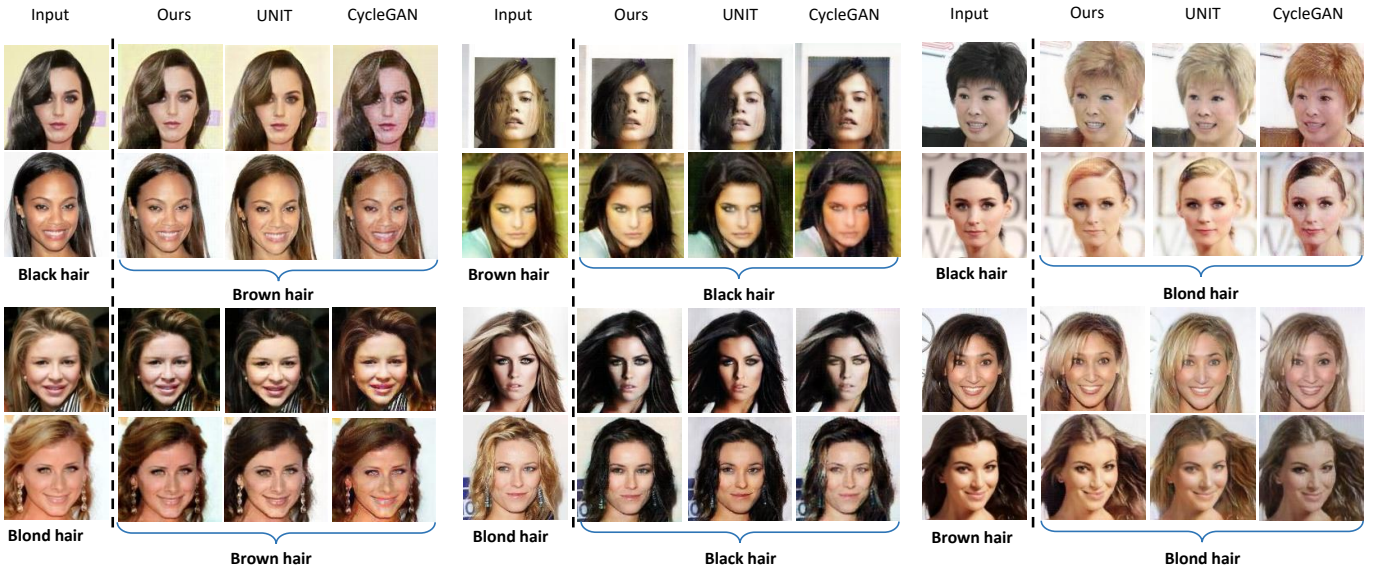 Input Ours UNIT CycleGAN Input Ours UNIT CycleGAN Input Ours UNIT CycleGAN
Black hair Brown hair Black hair
Brown hair Black hair Blond hair
Blond hair Blond hair Brown hair
Brown hair Black hair Blond hair